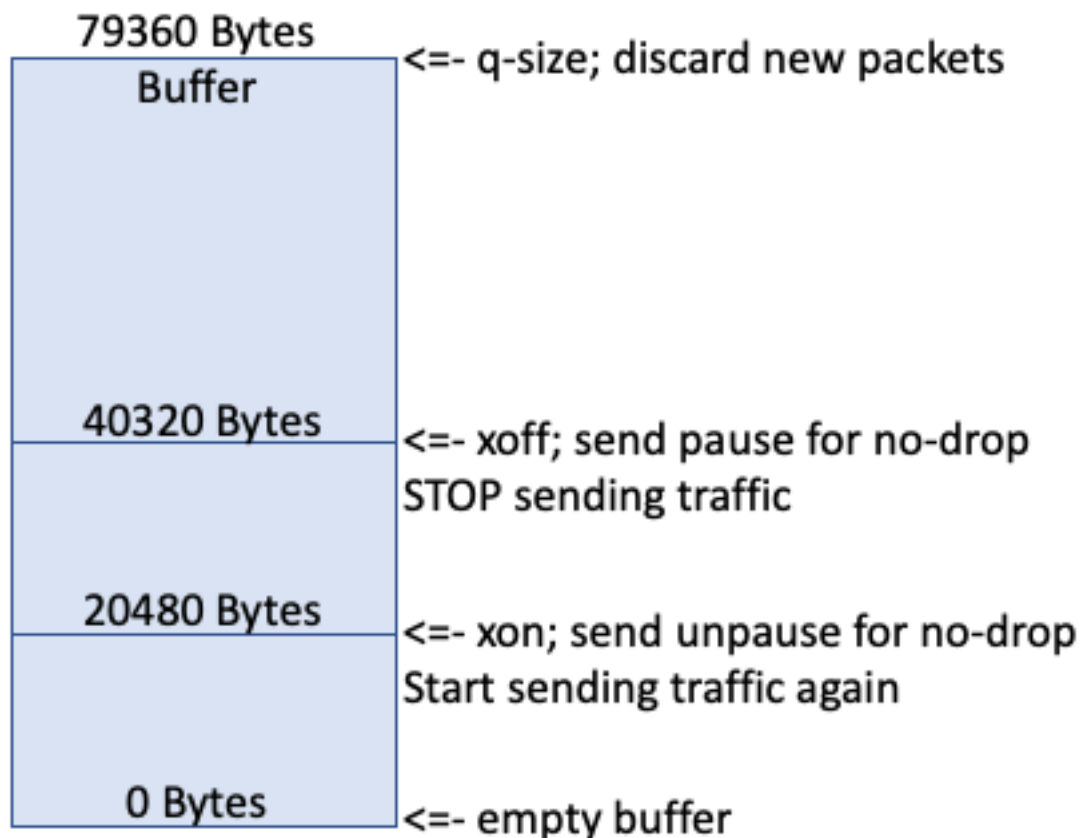 79360 Bytes
<=- q-size; discard new packets
Buffer
40320 Bytes
<=- xoff; send pause for no-drop
STOP sending traffic
20480 Bytes
<=- xon; send unpause for no-drop
Start sending traffic again
0 Bytes
<=- empty buffer